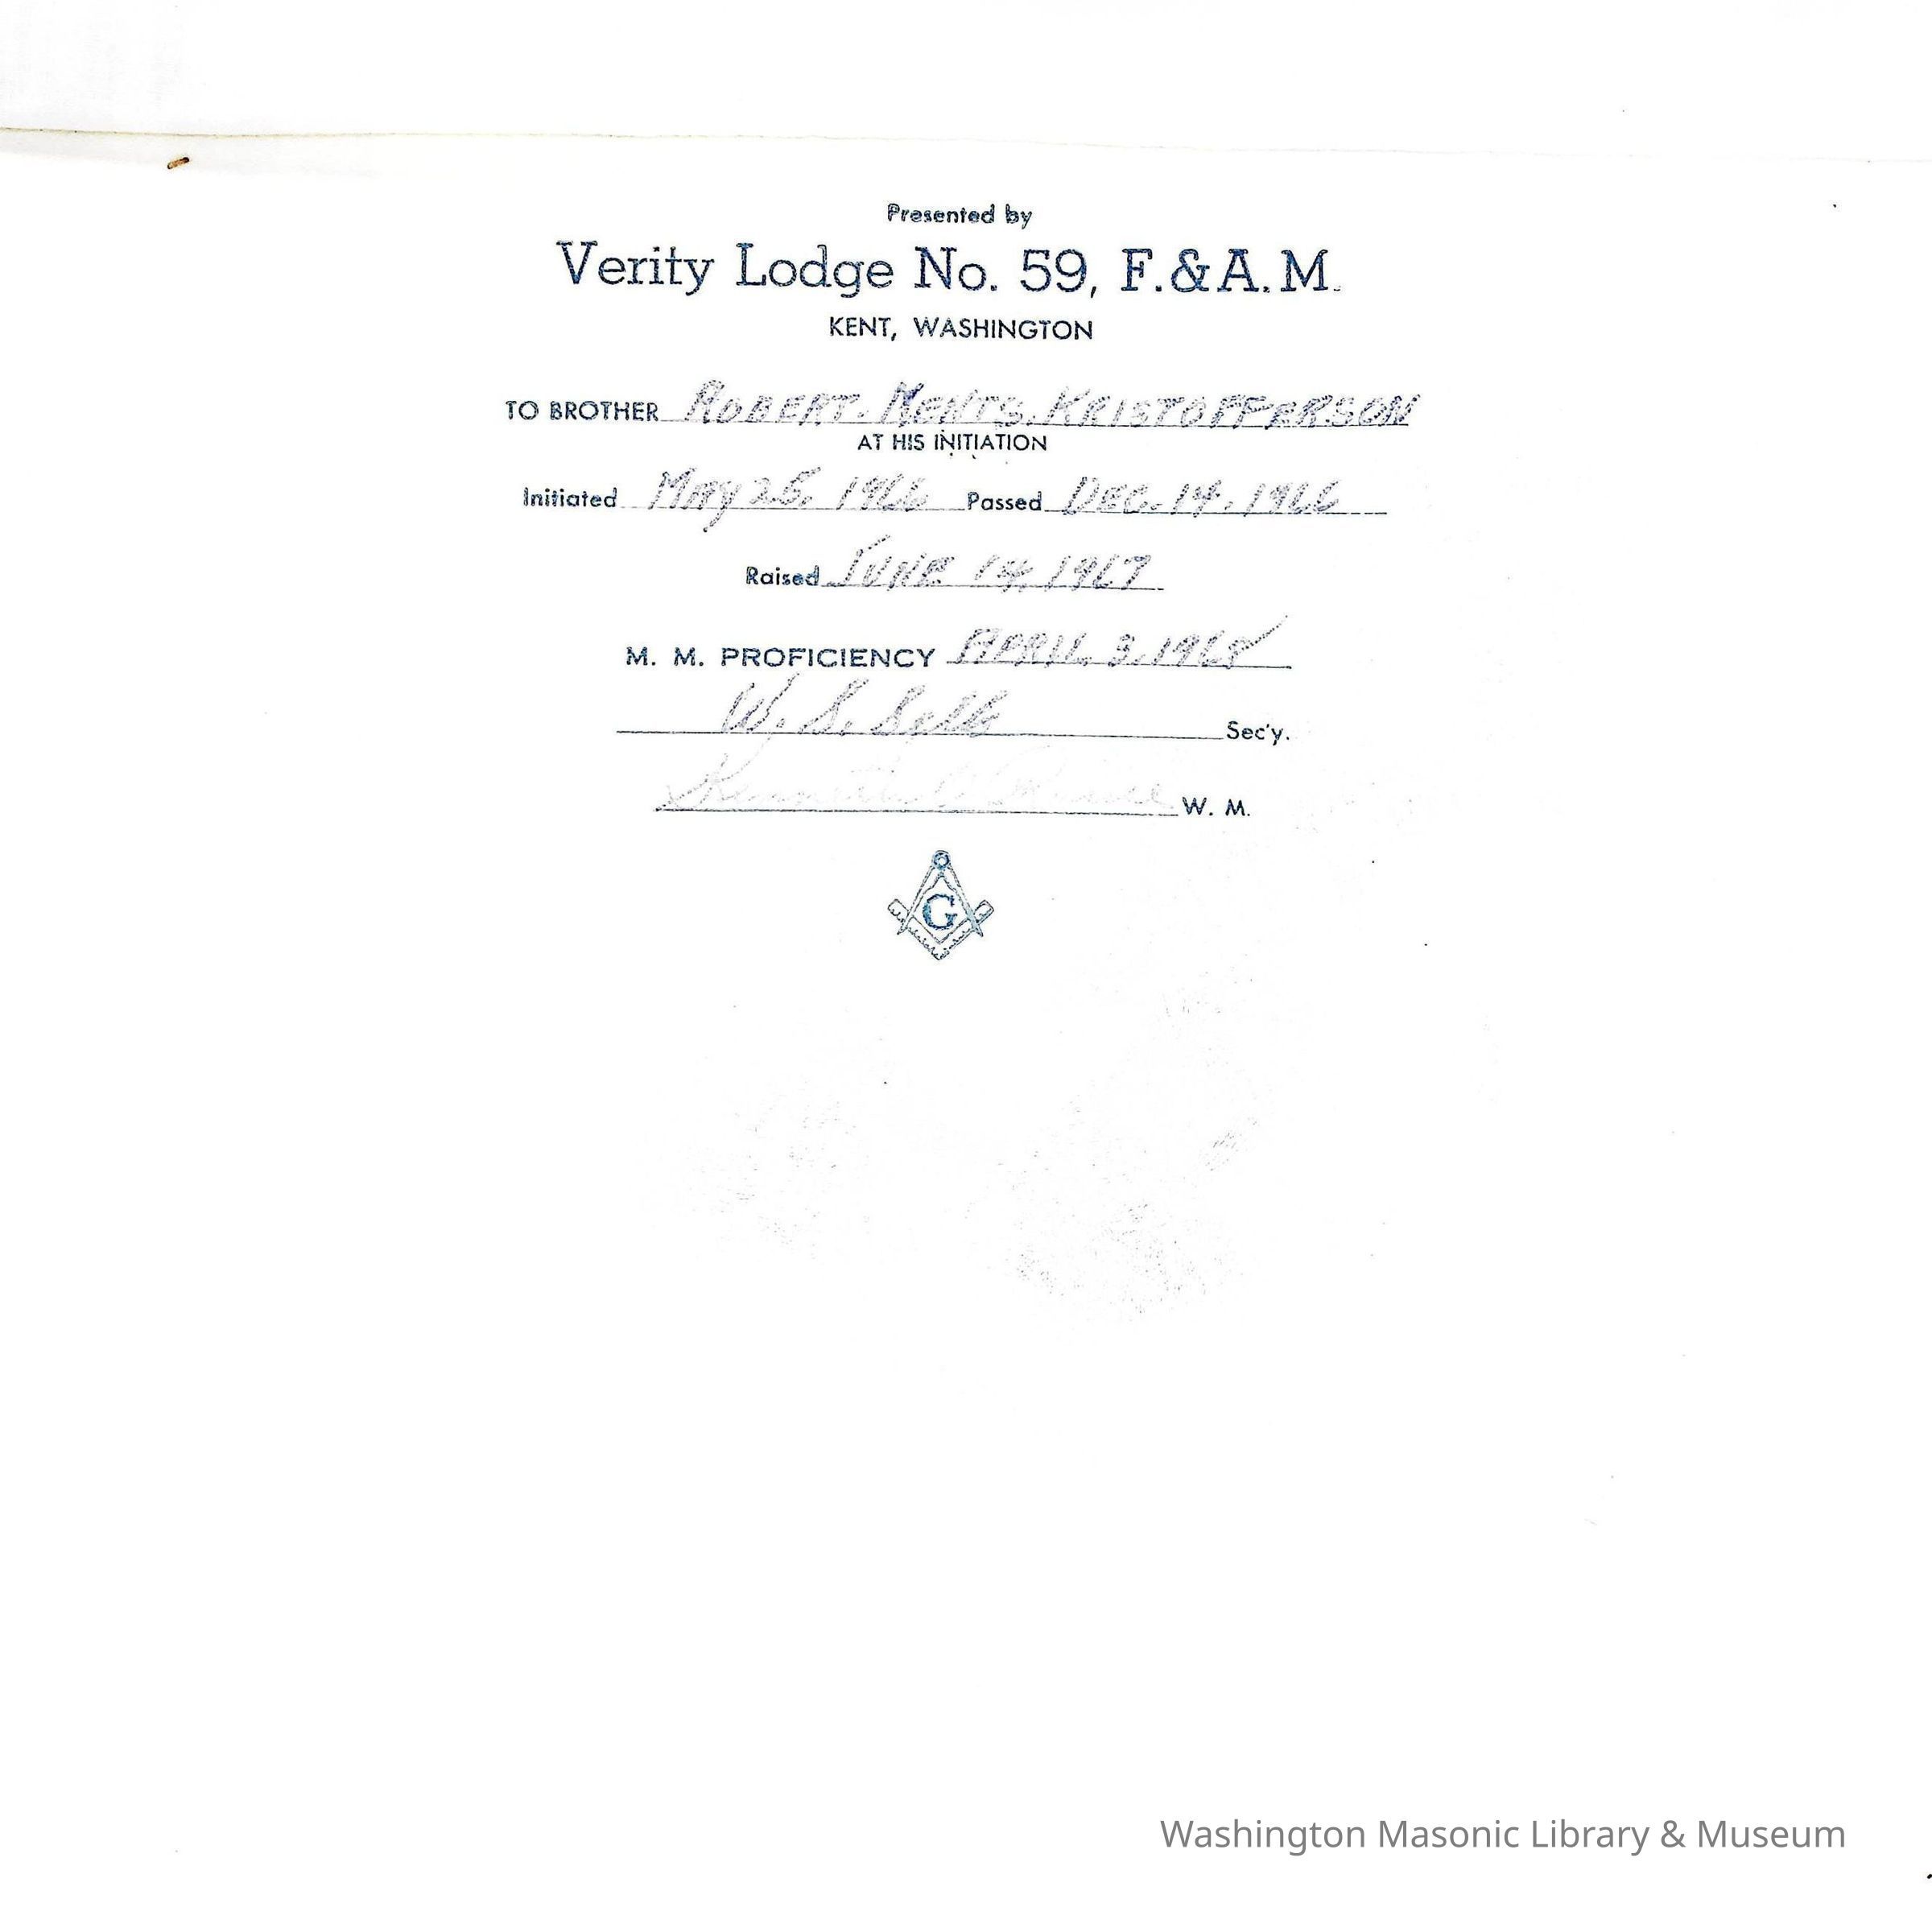 Presented by
Verity Lodge No. 59, F. & A. M.
KENT, WASHINGTON
TO BROTHER ROBERT. MENTS. KRISTOFFERSON
AT HIS INITIATION
Initiated MAY 25. 1966 Passed DEC. 14. 1966
Raised JUNE 14, 1967
M. M. PROFICIENCY APRIL 3. 1968
W. S. Sec'y.
Kenneth W. M.
G
Washington Masonic Library & Museum